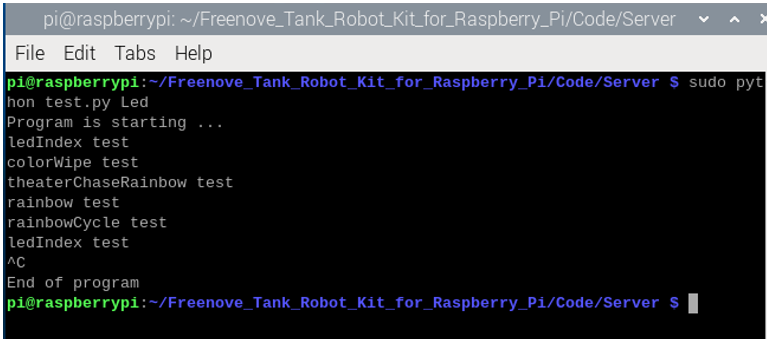 pi@raspberrypi: ~/Freenove_Tank_Robot_Kit_for_Raspberry_Pi/Code/Server
File Edit Tabs Help
pi@raspberrypi:~/Freenove_Tank_Robot_Kit_for_Raspberry_Pi/Code/Server $ sudo pyt
hon test.py Led
Program is starting ...
ledIndex test
colorWipe test
theaterChaseRainbow test
rainbow test
rainbowCycle test
ledIndex test
^C
End of program
pi@raspberrypi:~/Freenove_Tank_Robot_Kit_for_Raspberry_Pi/Code/Server $